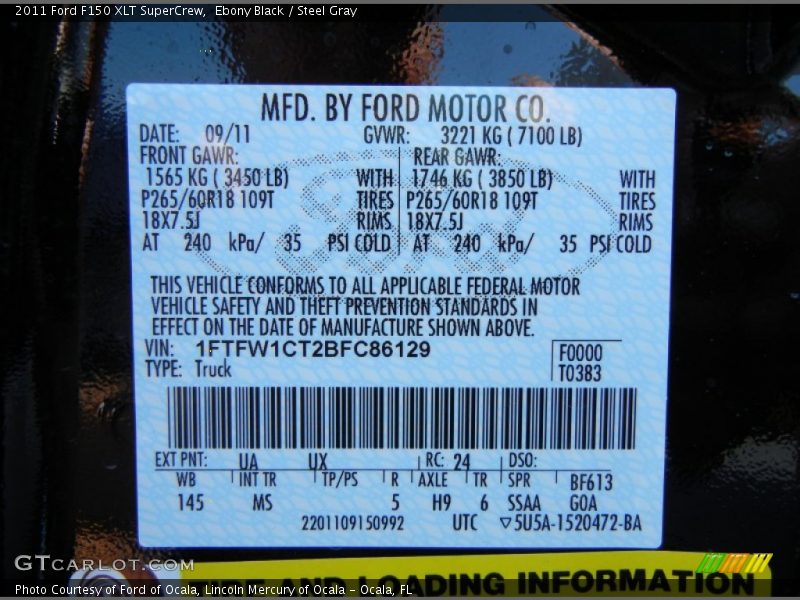 2011 Ford F150 XLT SuperCrew,  Ebony Black / Steel Gray
MFD. BY FORD MOTOR CO.
DATE: 09/11 GVWR: 3221 KG ( 7100 LB)
FRONT GAWR: REAR GAWR:
1565 KG ( 3450 LB) WITH 1746 KG ( 3850 LB) WITH
P265/60R18 109T TIRES P265/60R18 109T TIRES
18X7.5J RIMS 18X7.5J RIMS
AT 240 kPa/ 35 PSI COLD AT 240 kPa/ 35 PSI COLD
THIS VEHICLE CONFORMS TO ALL APPLICABLE FEDERAL MOTOR
VEHICLE SAFETY AND THEFT PREVENTION STANDARDS IN
EFFECT ON THE DATE OF MANUFACTURE SHOWN ABOVE.
VIN: 1FTFW1CT2BFC86129 F0000
TYPE: Truck T0383
EXT PNT: UA UX RC: 24 DSO:
WB INT TR TP/PS R AXLE TR SPR BF613
145 MS 5 H9 6 SSAA GOA
2201109150992 UTC ▽5U5A-1520472-BA
GTCARLOT.COM
TIRE AND LOADING INFORMATION
Photo Courtesy of Ford of Ocala, Lincoln Mercury of Ocala - Ocala, FL